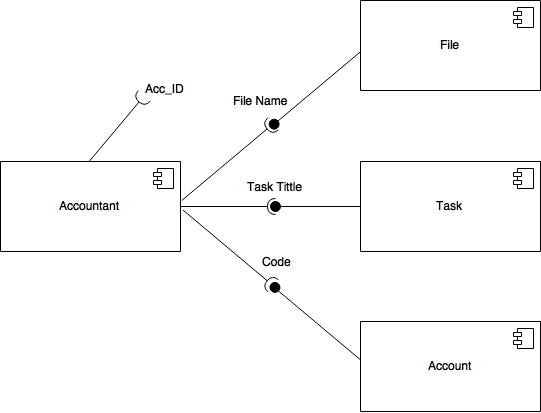 File
Acc_ID
File Name
Accountant
Task Tittle
Task
Code
Account